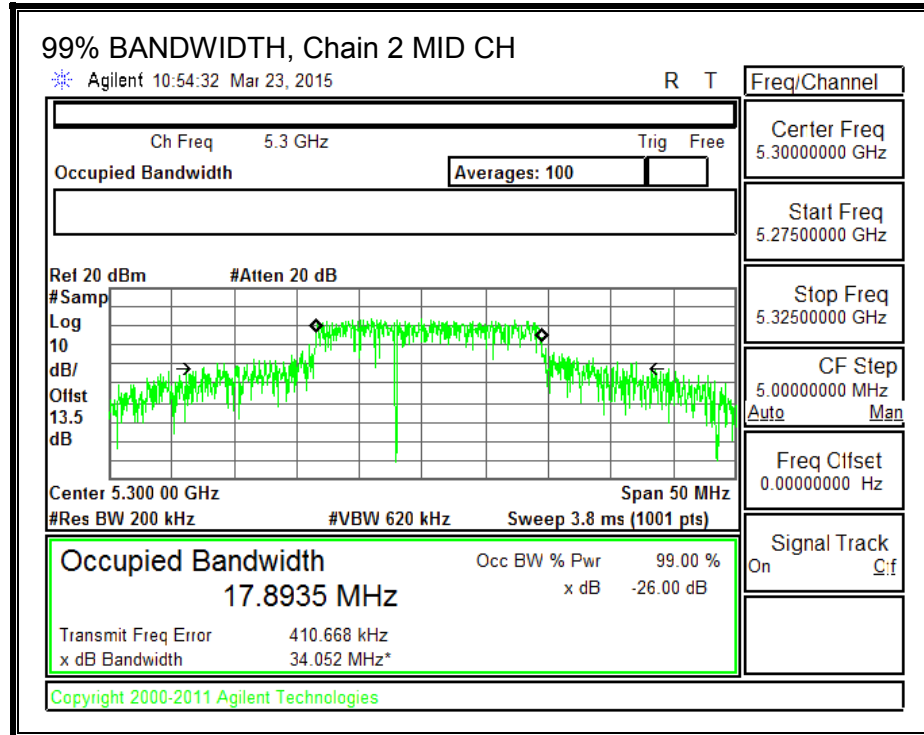 99% BANDWIDTH, Chain 2 MID CH
Agilent 10:54:32 Mar 23, 2015 R T
Freq/Channel
Ch Freq 5.3 GHz Trig Free
Occupied Bandwidth Averages: 100
Center Freq
5.30000000 GHz
Start Freq
5.27500000 GHz
Stop Freq
5.32500000 GHz
CF Step
5.00000000 MHz
Auto Man
Freq Offset
0.00000000 Hz
Signal Track
On Off
Ref 20 dBm #Atten 20 dB
#Samp
Log
10
dB/
Offst
13.5
dB
Center 5.300 00 GHz Span 50 MHz
#Res BW 200 kHz #VBW 620 kHz Sweep 3.8 ms (1001 pts)
Occupied Bandwidth Occ BW % Pwr 99.00 %
17.8935 MHz x dB -26.00 dB
Transmit Freq Error 410.668 kHz
x dB Bandwidth 34.052 MHz*
Copyright 2000-2011 Agilent Technologies